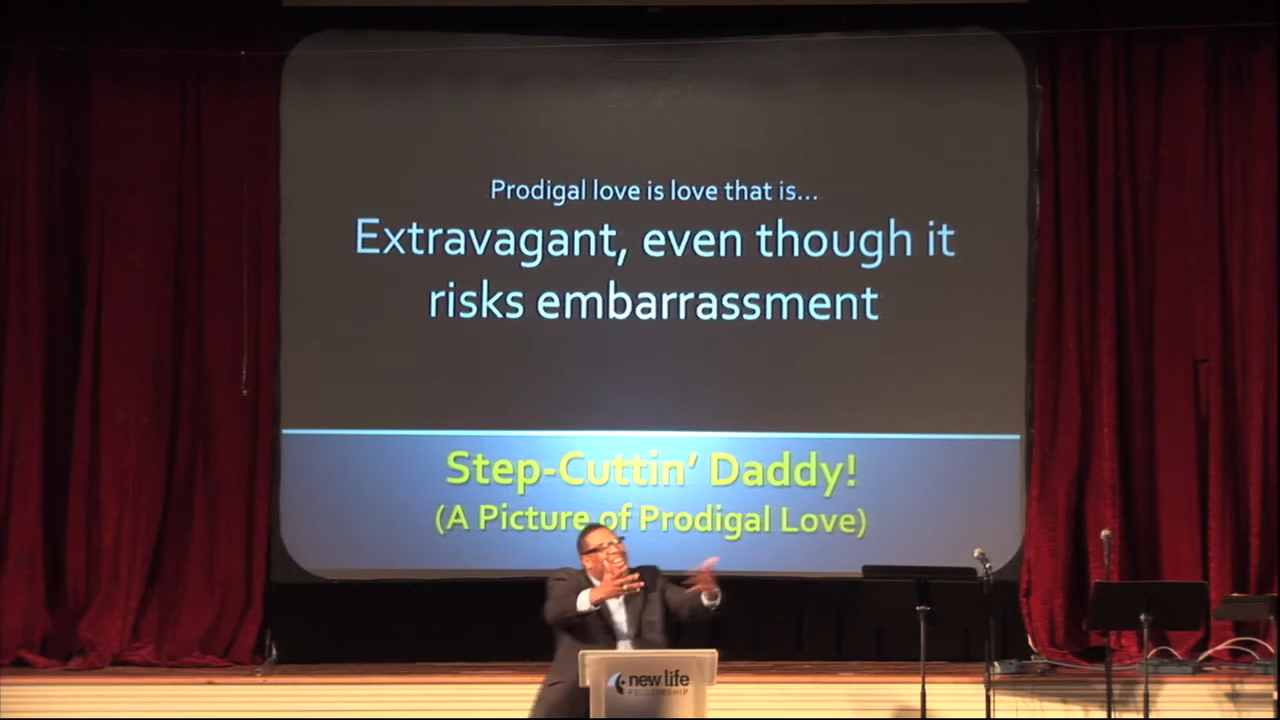 Prodigal love is love that is...
Extravagant, even though it
risks embarrassment
Step-Cuttin’ Daddy!
(A Picture of Prodigal Love)
new life
FELLOWSHIP